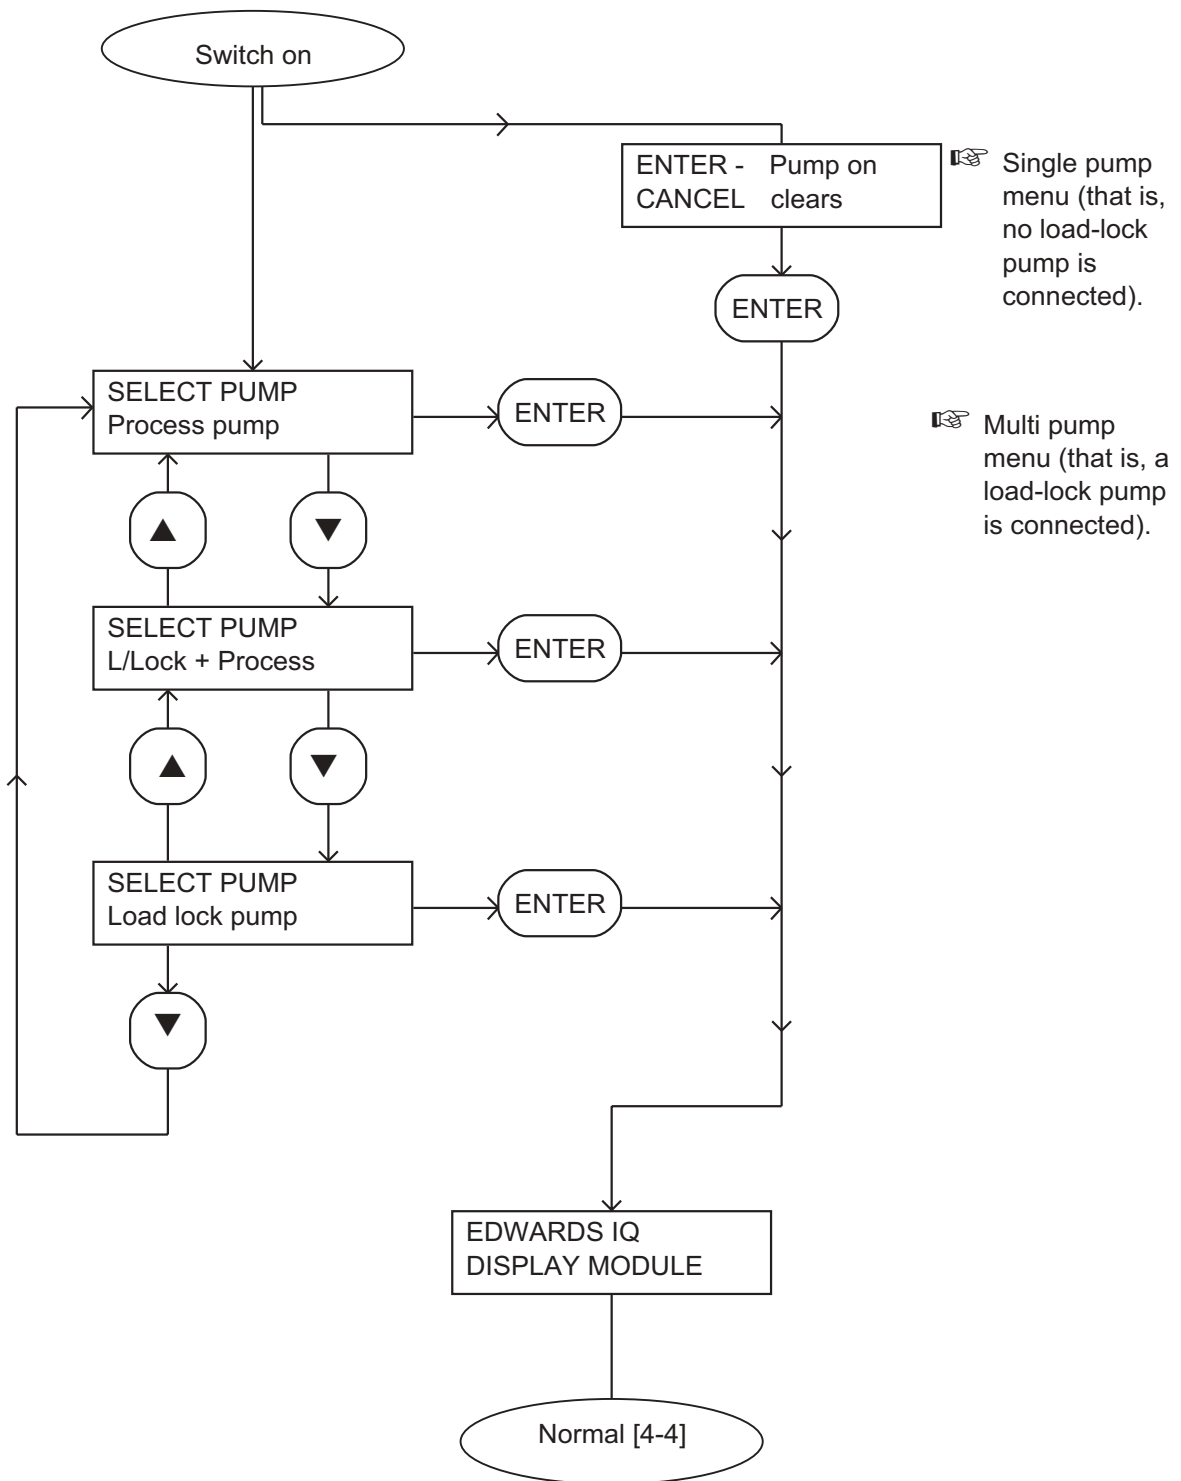 Switch on
ENTER - Pump on
CANCEL clears
☞ Single pump
menu (that is,
no load-lock
pump is
connected).
ENTER
SELECT PUMP
Process pump
ENTER
☞ Multi pump
menu (that is, a
load-lock pump
is connected).
▲ ▼
SELECT PUMP
L/Lock + Process
ENTER
▲ ▼
SELECT PUMP
Load lock pump
ENTER
▼
EDWARDS IQ
DISPLAY MODULE
Normal [4-4]